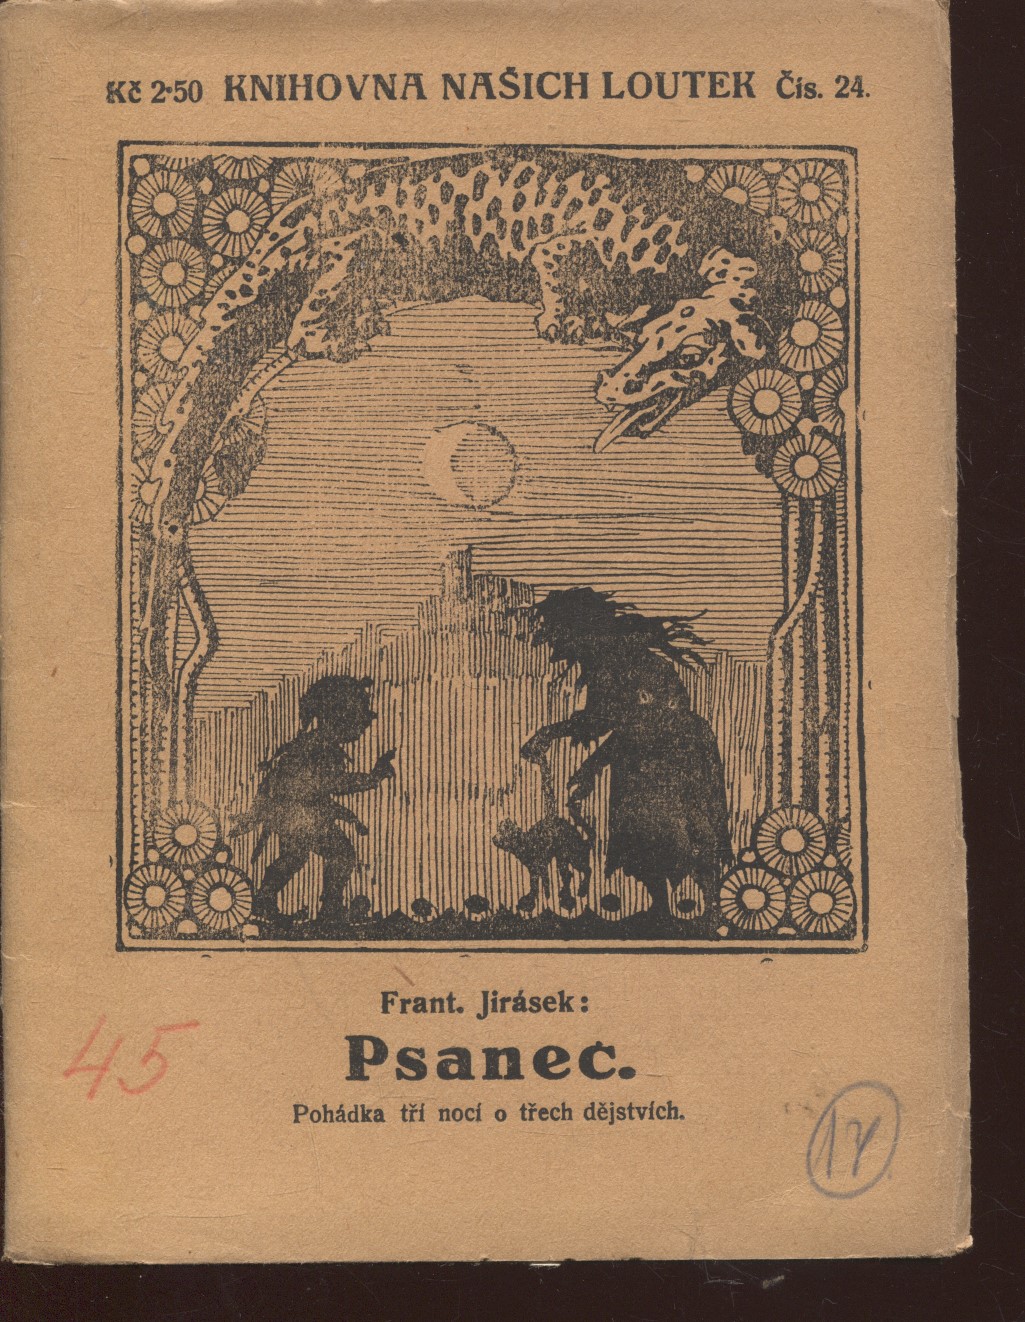 Kč 2·50 KNIHOVNA NAŠICH LOUTEK Čís. 24.
Frant. Jirásek:
Psanec.
Pohádka tří nocí o třech dějstvích.
45
17